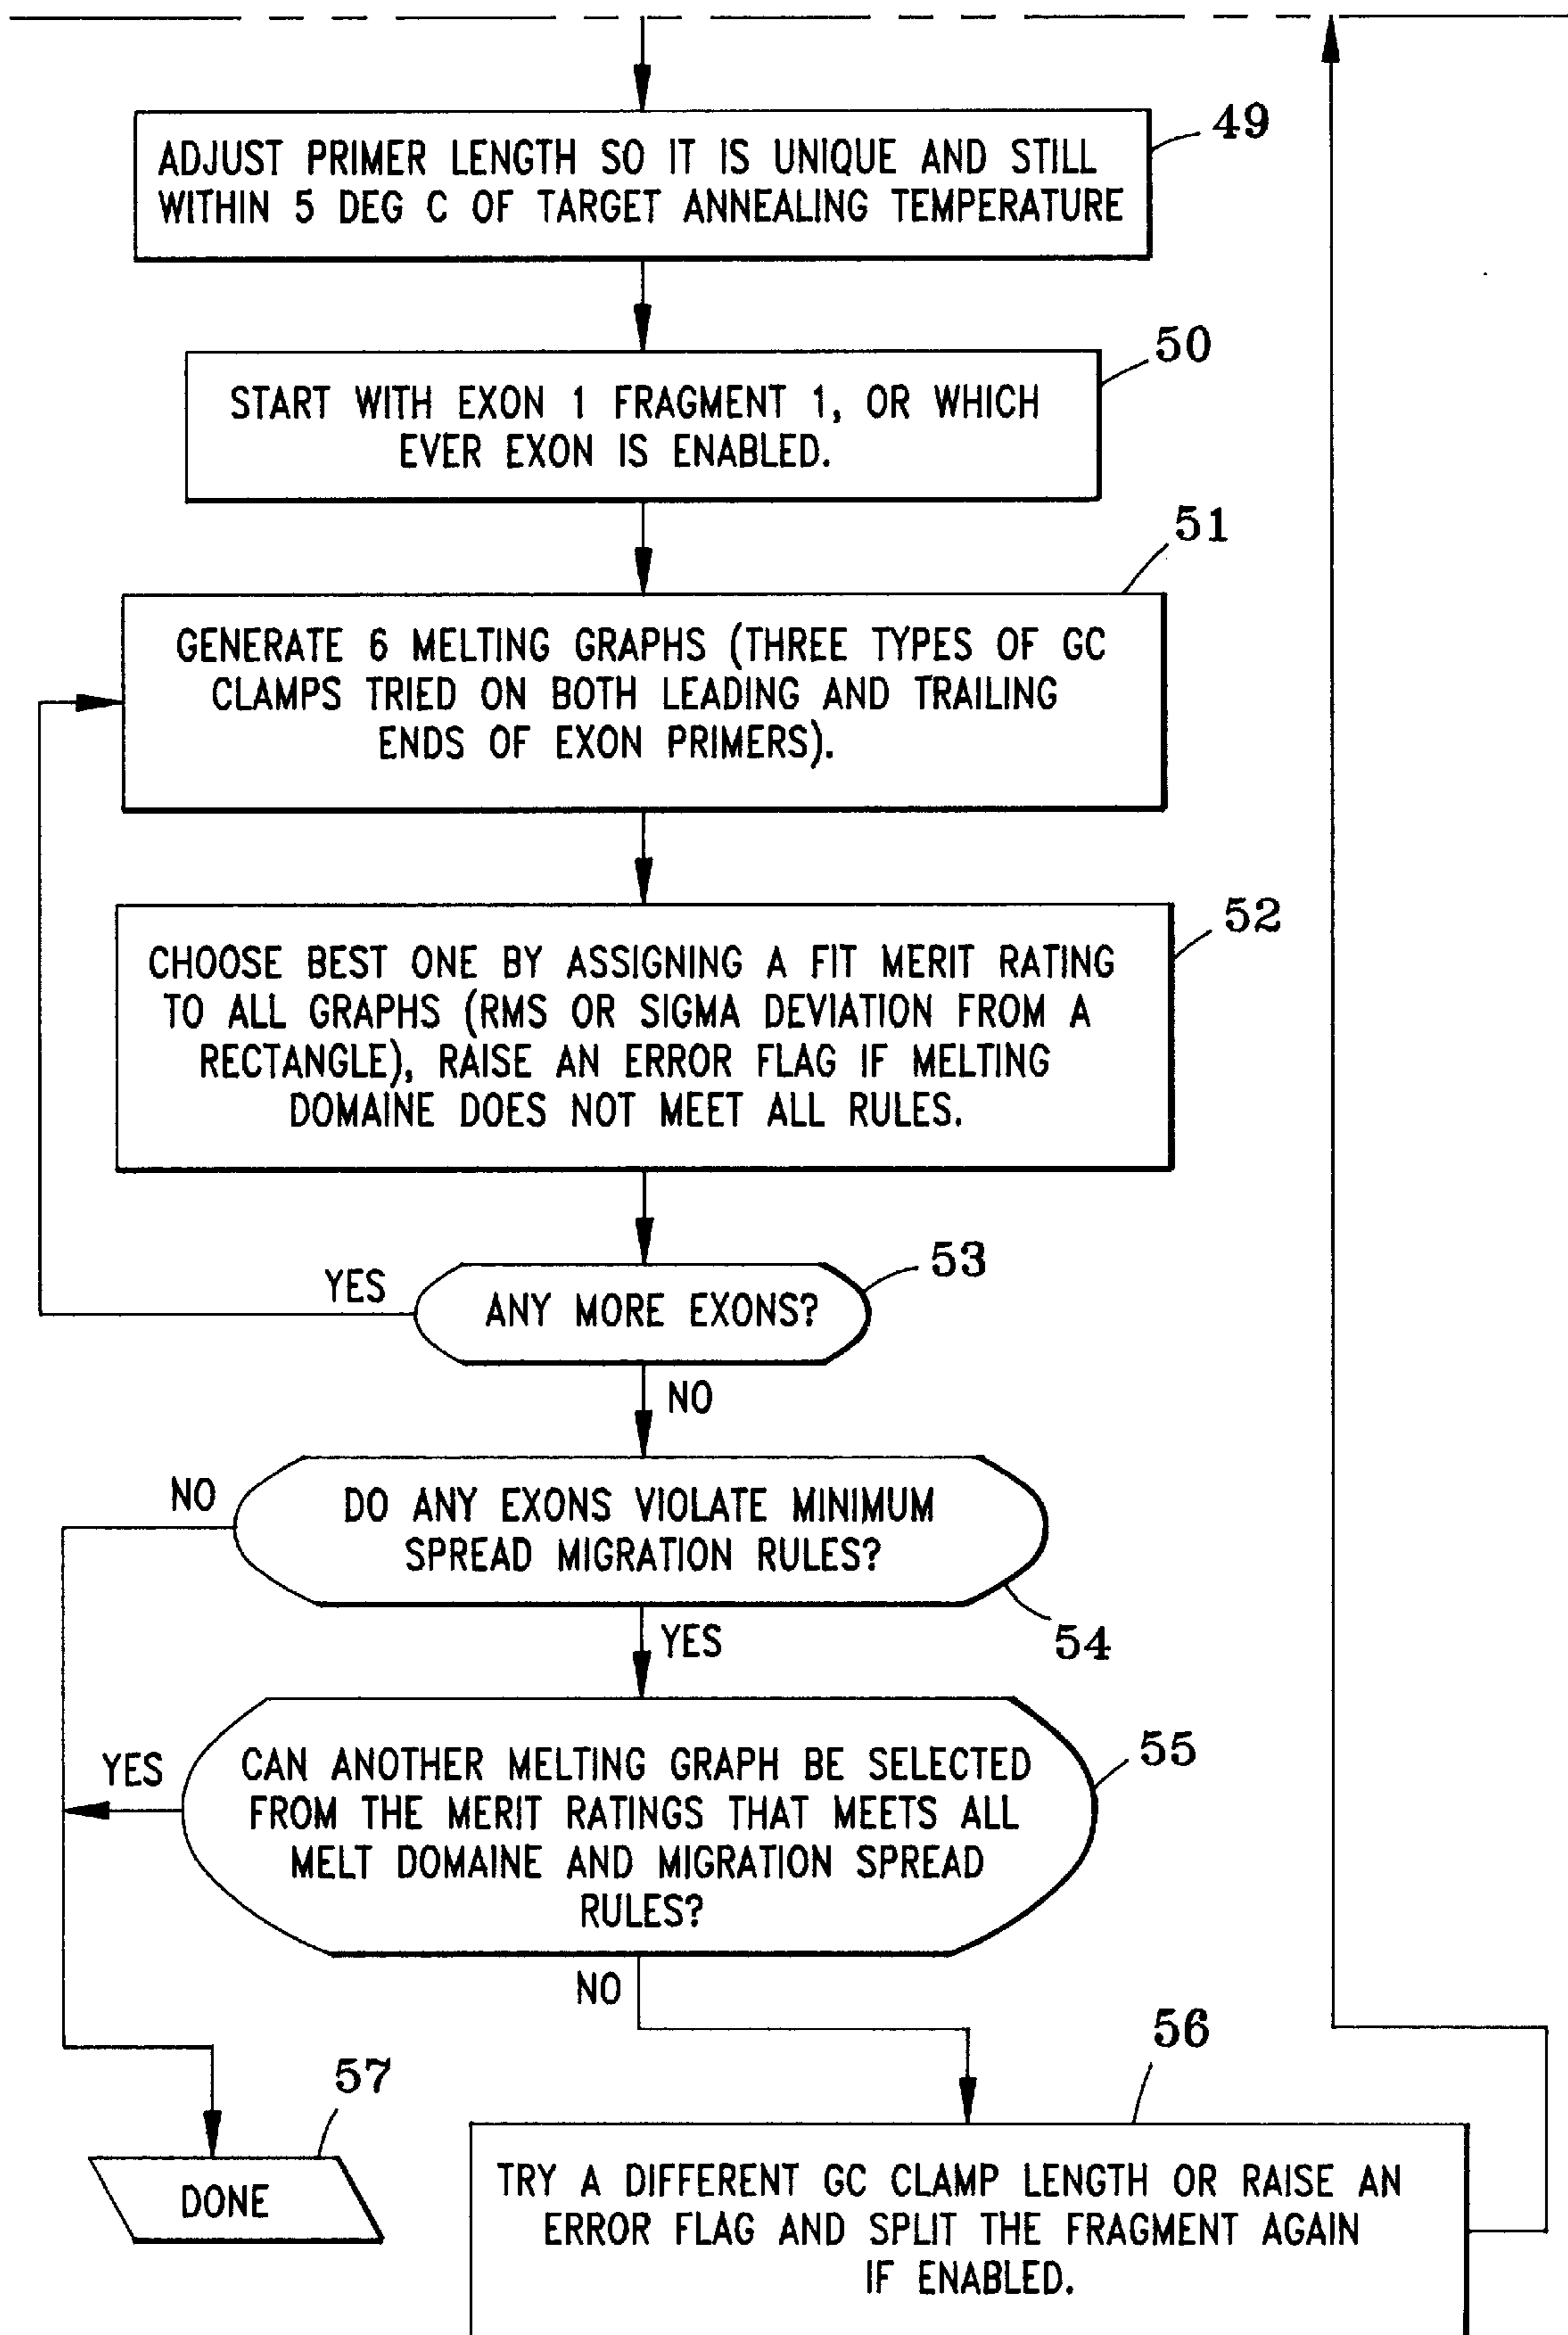 49
ADJUST PRIMER LENGTH SO IT IS UNIQUE AND STILL
WITHIN 5 DEG C OF TARGET ANNEALING TEMPERATURE
50
START WITH EXON 1 FRAGMENT 1, OR WHICH
EVER EXON IS ENABLED.
51
GENERATE 6 MELTING GRAPHS (THREE TYPES OF GC
CLAMPS TRIED ON BOTH LEADING AND TRAILING
ENDS OF EXON PRIMERS).
52
CHOOSE BEST ONE BY ASSIGNING A FIT MERIT RATING
TO ALL GRAPHS (RMS OR SIGMA DEVIATION FROM A
RECTANGLE), RAISE AN ERROR FLAG IF MELTING
DOMAINE DOES NOT MEET ALL RULES.
53
YES
ANY MORE EXONS?
NO
NO
DO ANY EXONS VIOLATE MINIMUM
SPREAD MIGRATION RULES?
54
YES
55
YES
CAN ANOTHER MELTING GRAPH BE SELECTED
FROM THE MERIT RATINGS THAT MEETS ALL
MELT DOMAINE AND MIGRATION SPREAD
RULES?
NO
56
57
DONE
TRY A DIFFERENT GC CLAMP LENGTH OR RAISE AN
ERROR FLAG AND SPLIT THE FRAGMENT AGAIN
IF ENABLED.